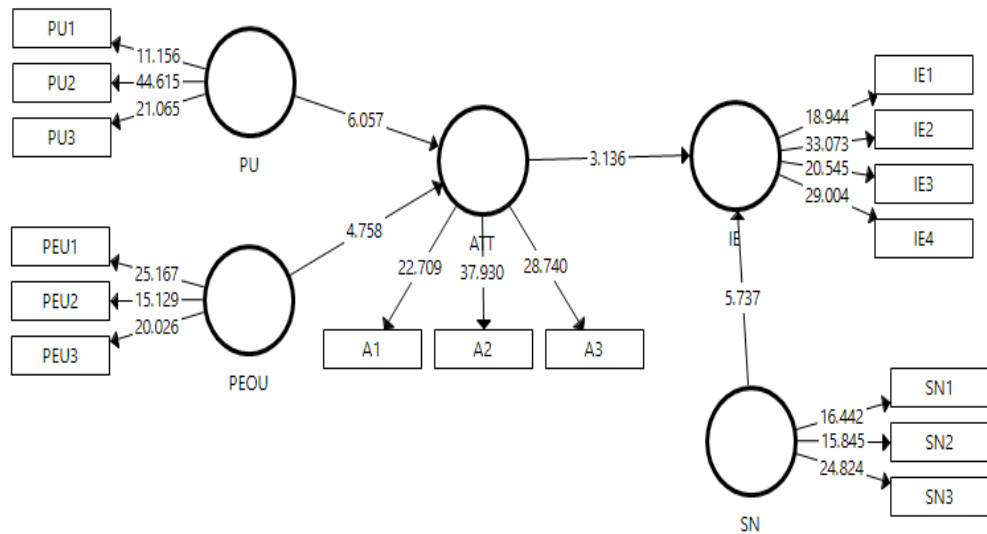 PU1
PU2
PU3
11.156
44.615
21.065
PU
6.057
PEU1
PEU2
PEU3
25.167
15.129
20.026
PEOU
4.758
ATT
22.709
37.930
28.740
A1
A2
A3
3.136
IE
18.944
33.073
20.545
29.004
IE1
IE2
IE3
IE4
5.737
SN
16.442
15.845
24.824
SN1
SN2
SN3